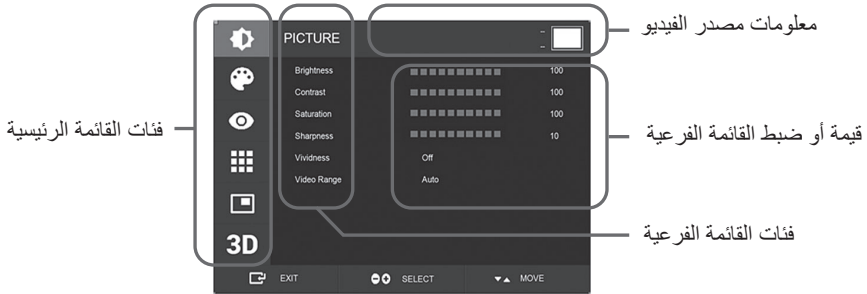 معلومات مصدر الفيديو
PICTURE
Brightness 100
Contrast 100
Saturation 100
Sharpness 10
Vividness Off
Video Range Auto
3D
EXIT SELECT MOVE
فئات القائمة الرئيسية
قيمة أو ضبط القائمة الفرعية
فئات القائمة الفرعية